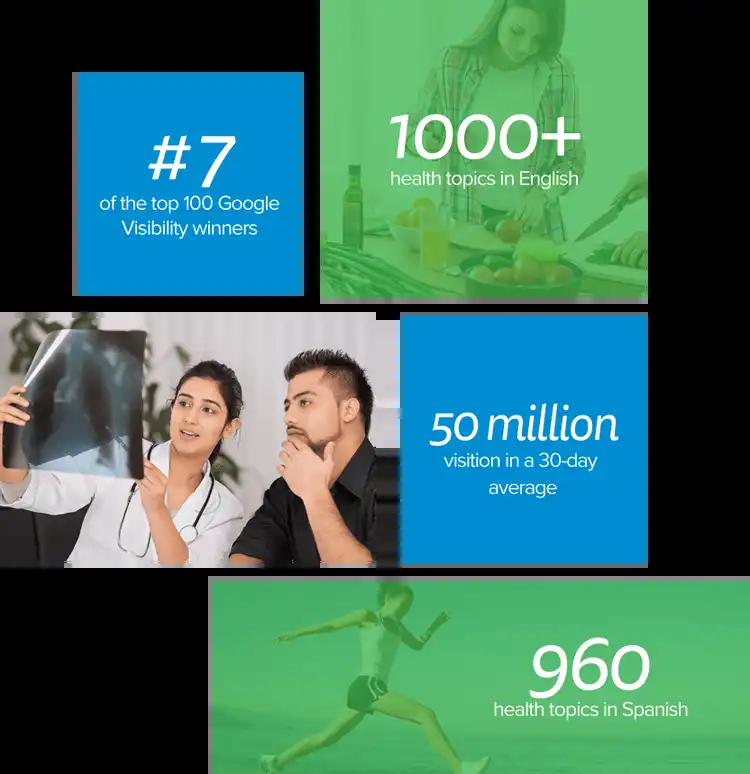 #7
of the top 100 Google
Visibility winners
1000+
health topics in English
50 million
visition in a 30-day
average
960
health topics in Spanish